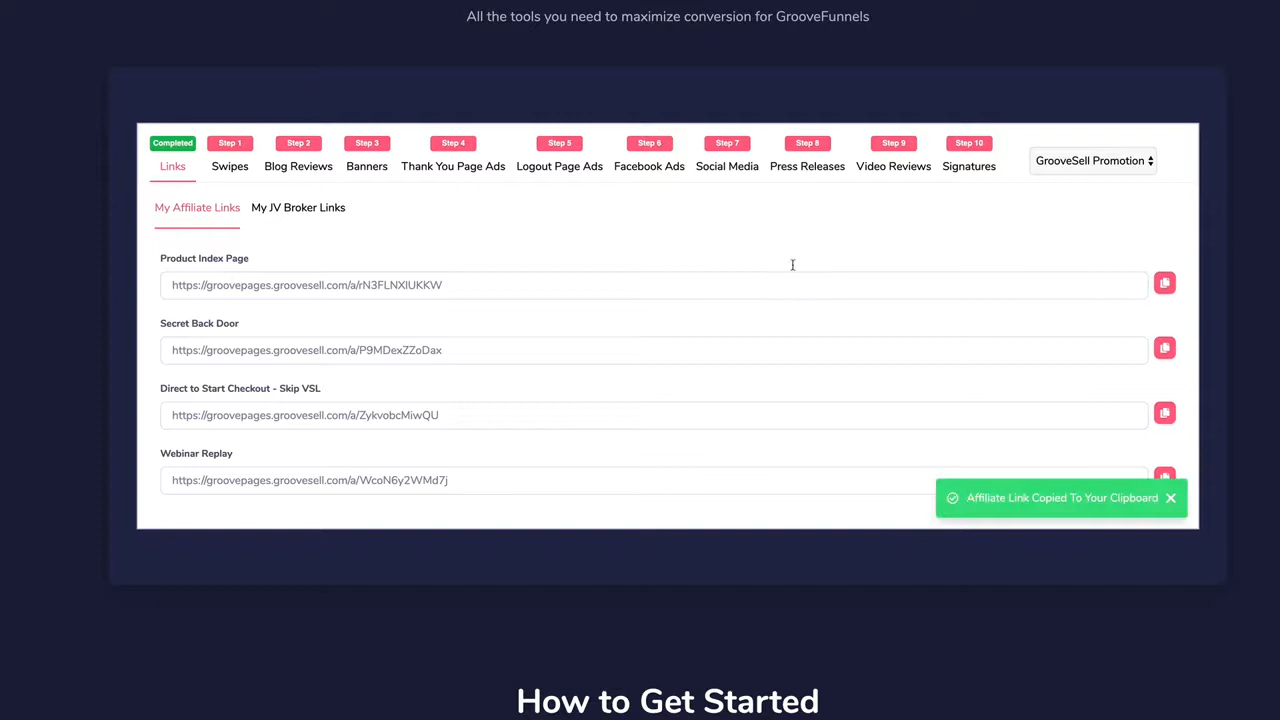 All the tools you need to maximize conversion for GrooveFunnels
Completed Step 1 Step 2 Step 3 Step 4 Step 5 Step 6 Step 7 Step 8 Step 9 Step 10
Links Swipes Blog Reviews Banners Thank You Page Ads Logout Page Ads Facebook Ads Social Media Press Releases Video Reviews Signatures
GrooveSell Promotion
My Affiliate Links My JV Broker Links
Product Index Page
https://groovepages.groovesell.com/a/rN3FLNXlUKKW
Secret Back Door
https://groovepages.groovesell.com/a/P9MDexZZoDax
Direct to Start Checkout - Skip VSL
https://groovepages.groovesell.com/a/ZykvobcMiwQU
Webinar Replay
https://groovepages.groovesell.com/a/WcoN6y2WMd7j
Affiliate Link Copied To Your Clipboard
How to Get Started